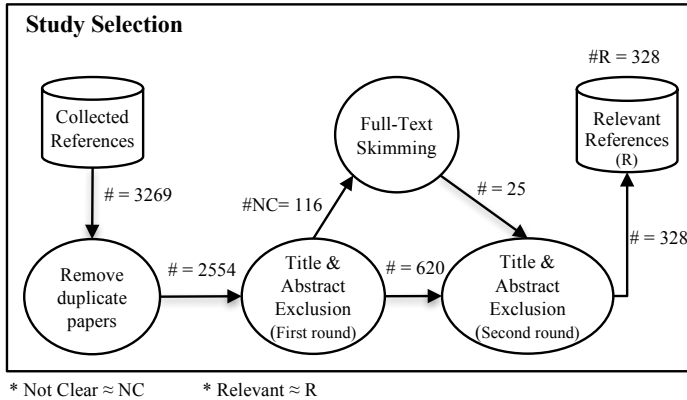 Study Selection
#R = 328
Collected
References
Full-Text
Skimming
Relevant
References
(R)
# = 3269
#NC= 116
# = 25
# = 328
Remove
duplicate
papers
# = 2554
Title &
Abstract
Exclusion
(First round)
# = 620
Title &
Abstract
Exclusion
(Second round)
* Not Clear ≈ NC
* Relevant ≈ R